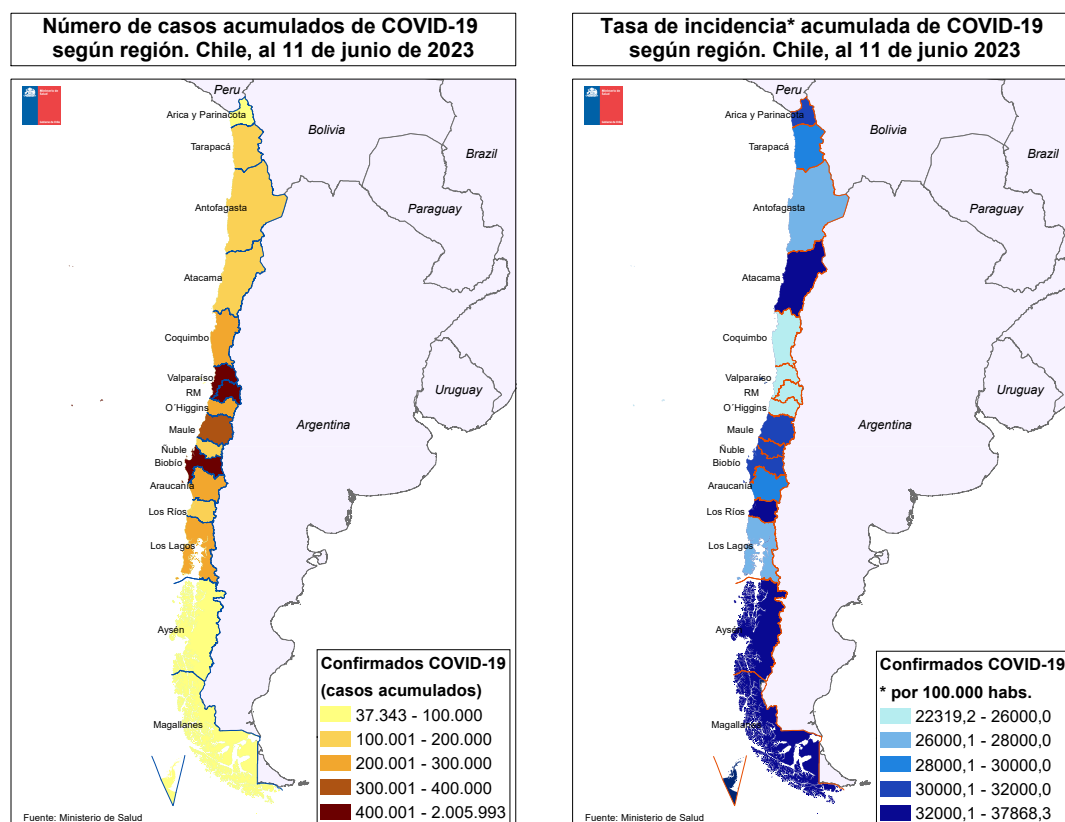 Número de casos acumulados de COVID-19
según región. Chile, al 11 de junio de 2023
Peru
Arica y Parinacota
Bolivia
Tarapacá
Brazil
Antofagasta
Paraguay
Atacama
Coquimbo
Valparaíso
RM
Uruguay
O´Higgins
Argentina
Maule
Ñuble
Biobío
Araucanía
Los Ríos
Los Lagos
Aysén
Magallanes
Confirmados COVID-19
(casos acumulados)
37.343 - 100.000
100.001 - 200.000
200.001 - 300.000
300.001 - 400.000
400.001 - 2.005.993
Fuente: Ministerio de Salud
Tasa de incidencia* acumulada de COVID-19
según región. Chile, al 11 de junio 2023
Peru
Arica y Parinacota
Bolivia
Tarapacá
Brazil
Antofagasta
Paraguay
Atacama
Coquimbo
Valparaíso
RM
Uruguay
O´Higgins
Argentina
Maule
Ñuble
Biobío
Araucanía
Los Ríos
Los Lagos
Aysén
Magallanes
Confirmados COVID-19
* por 100.000 habs.
22319,2 - 26000,0
26000,1 - 28000,0
28000,1 - 30000,0
30000,1 - 32000,0
32000,1 - 37868,3
Fuente: Ministerio de Salud